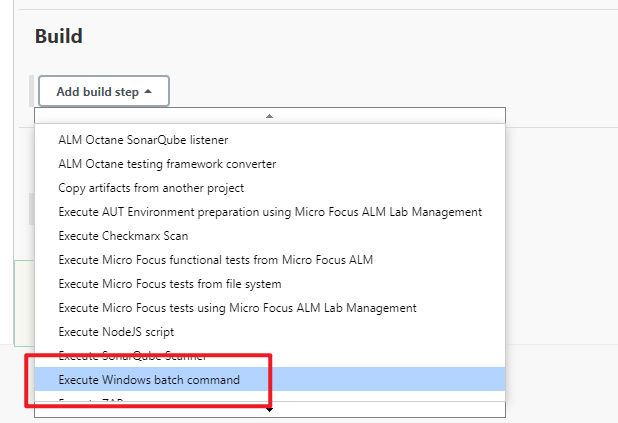 Build
Add build step
ALM Octane SonarQube listener
ALM Octane testing framework converter
Copy artifacts from another project
Execute AUT Environment preparation using Micro Focus ALM Lab Management
Execute Checkmarx Scan
Execute Micro Focus functional tests from Micro Focus ALM
Execute Micro Focus tests from file system
Execute Micro Focus tests using Micro Focus ALM Lab Management
Execute NodeJS script
Execute SonarQube Scanner
Execute Windows batch command
Execute ZAP